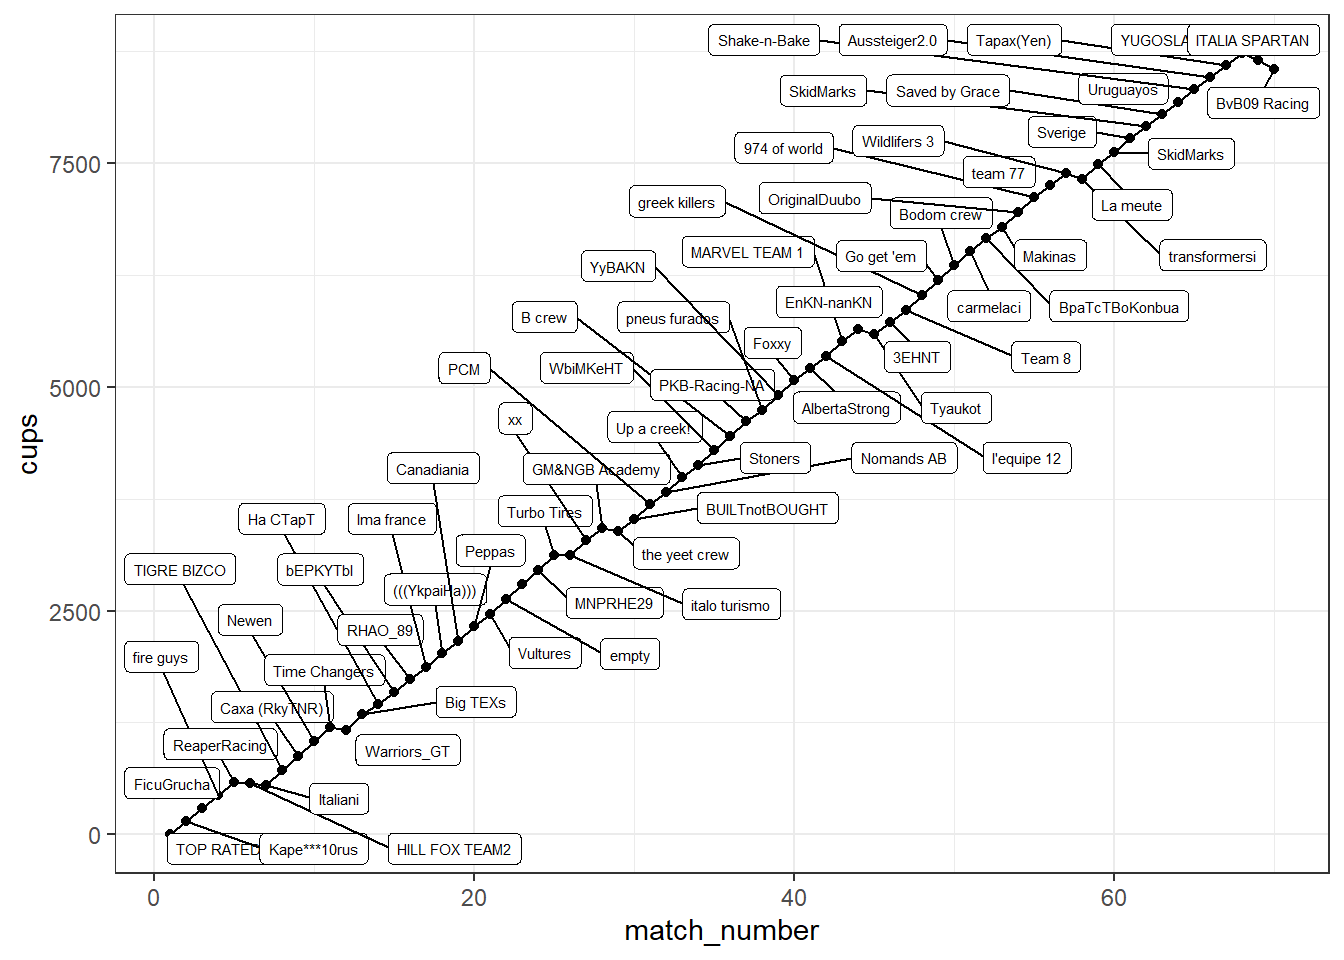 Shake-n-Bake
Aussteiger2.0
Tapax(Yen)
YUGOSLA
ITALIA SPARTAN
SkidMarks
Saved by Grace
Uruguayos
BvB09 Racing
7500
974 of world
Wildlifers 3
Sverige
SkidMarks
team 77
greek killers
OriginalDuubo
Bodom crew
La meute
MARVEL TEAM 1
Go get 'em
Makinas
transformersi
YyBAKN
EnKN-nanKN
carmelaci
BpaTcTBoKonbua
B crew
pneus furados
Foxxy
3EHNT
Team 8
5000
PCM
WbiMKeHT
PKB-Racing-NA
AlbertaStrong
Tyaukot
xx
Up a creek!
Stoners
Nomands AB
l'equipe 12
cups
Canadiania
GM&NGB Academy
Ha CTapT
Ima france
Turbo Tires
BUILTnotBOUGHT
Peppas
the yeet crew
TIGRE BIZCO
bEPKYTbI
(((YkpaiHa)))
MNPRHE29
italo turismo
2500
Newen
RHAO_89
fire guys
Time Changers
Vultures
empty
Caxa (RkyTNR)
Big TEXs
ReaperRacing
Warriors_GT
FicuGrucha
Italiani
0
TOP RATED
Kape***10rus
HILL FOX TEAM2
0
20
40
60
match_number